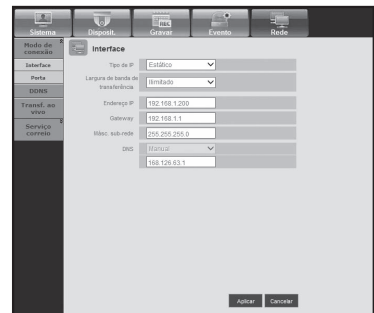 Sistema Disposit. Gravar Evento Rede
Modo de conexão
Interface
Porta
DDNS
Transf. ao vivo
Serviço correio
Interface
Tipo de IP Estático
Largura de banda de transferência Ilimitado
Endereço IP 192.168.1.200
Gateway 192.168.1.1
Másc. sub-rede 255.255.255.0
DNS Manual
168.126.63.1
Aplicar Cancelar